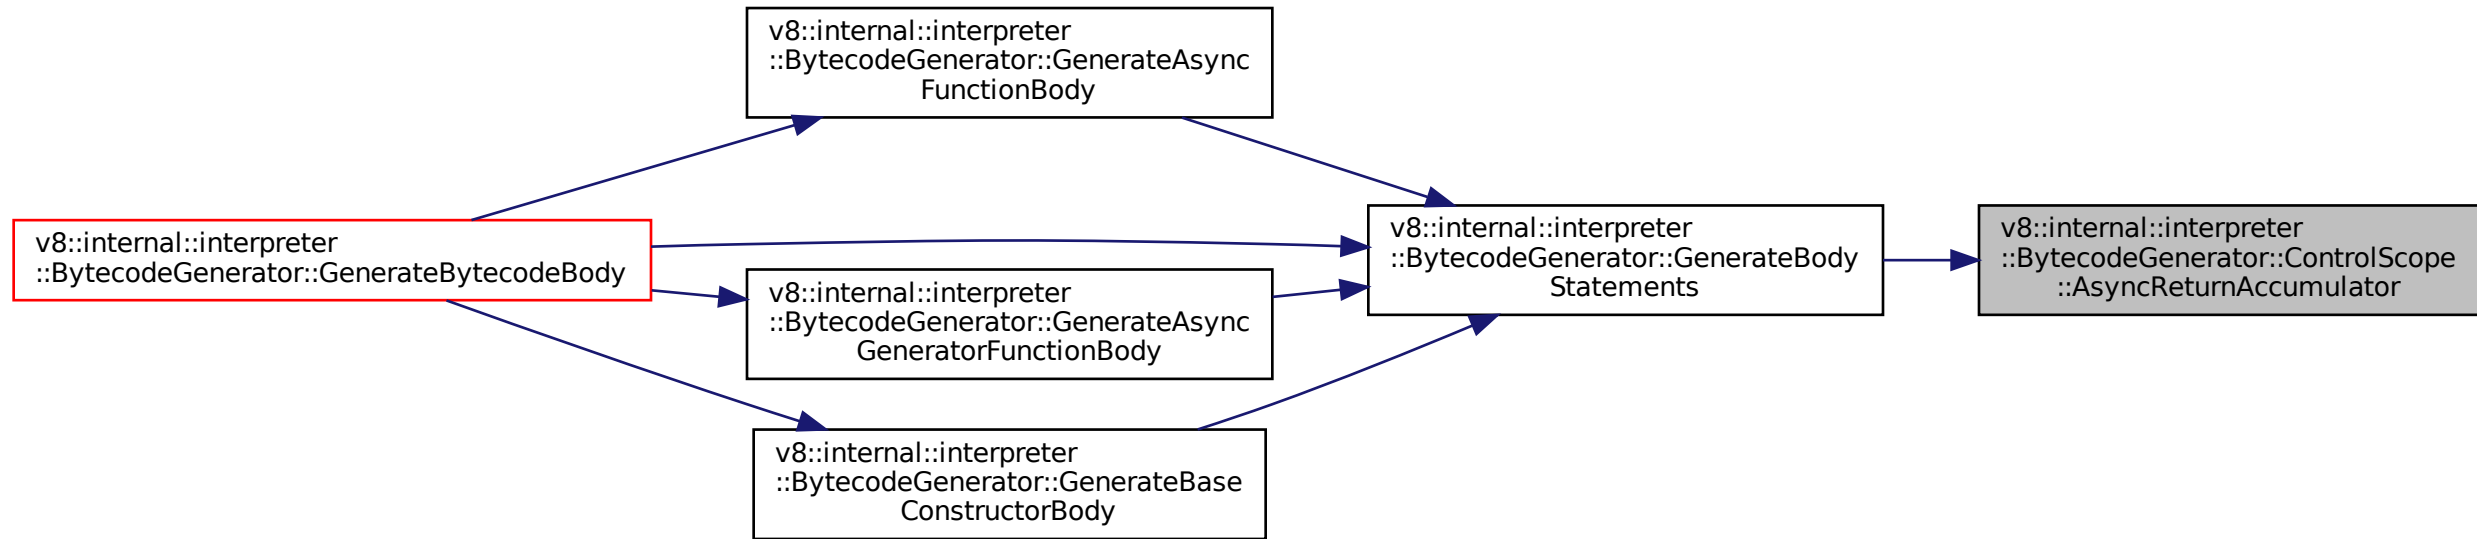 v8::internal::interpreter
::BytecodeGenerator::GenerateAsync
FunctionBody
v8::internal::interpreter
::BytecodeGenerator::GenerateBytecodeBody
v8::internal::interpreter
::BytecodeGenerator::GenerateAsync
GeneratorFunctionBody
v8::internal::interpreter
::BytecodeGenerator::GenerateBase
ConstructorBody
v8::internal::interpreter
::BytecodeGenerator::GenerateBody
Statements
v8::internal::interpreter
::BytecodeGenerator::ControlScope
::AsyncReturnAccumulator